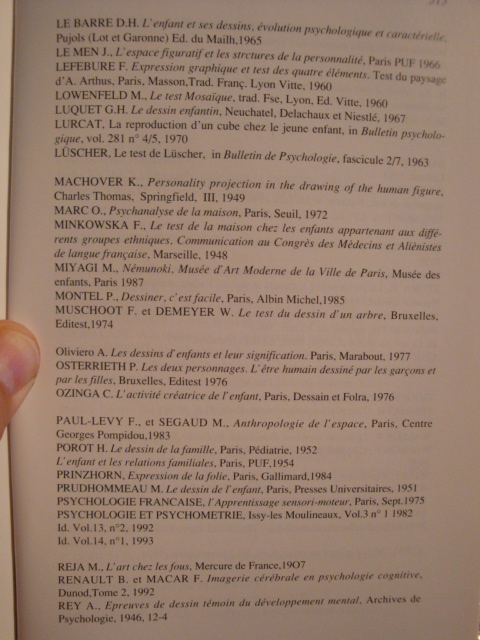 LE BARRE D.H. L'enfant et ses dessins, évolution psychologique et caractérielle,
Pujols (Lot et Garonne) Ed. du Mailh,1965
LE MEN J., L'espace figuratif et les strctures de la personnalité, Paris PUF 1966
LEFEBURE F. Expression graphique et test des quatre éléments. Test du paysage
d'A. Arthus, Paris, Masson,Trad. Franç. Lyon Vitte, 1960
LOWENFELD M., Le test Mosaïque, trad. Fse, Lyon, Ed. Vitte, 1960
LUQUET G.H. Le dessin enfantin, Neuchatel, Delachaux et Niestlé, 1967
LURCAT, La reproduction d'un cube chez le jeune enfant, in Bulletin psycholo-
gique, vol. 281 n° 4/5, 1970
LÜSCHER, Le test de Lüscher, in Bulletin de Psychologie, fascicule 2/7, 1963
MACHOVER K., Personality projection in the drawing of the human figure,
Charles Thomas, Springfield, III, 1949
MARC O., Psychanalyse de la maison, Paris, Seuil, 1972
MINKOWSKA F., Le test de la maison chez les enfants appartenant aux diffé-
rents groupes ethniques, Communication au Congrès des Médecins et Aliénistes
de langue française, Marseille, 1948
MIYAGI M., Némunoki, Musée d'Art Moderne de la Ville de Paris, Musée des
enfants, Paris 1987
MONTEL P., Dessiner, c'est facile, Paris, Albin Michel,1985
MUSCHOOT F. et DEMEYER W. Le test du dessin d'un arbre, Bruxelles,
Editest,1974
Oliviero A. Les dessins d'enfants et leur signification. Paris, Marabout, 1977
OSTERRIETH P. Les deux personnages. L'être humain dessiné par les garçons et
par les filles, Bruxelles, Editest 1976
OZINGA C. L'activité créatrice de l'enfant, Paris, Dessain et Folra, 1976
PAUL-LEVY F., et SEGAUD M., Anthropologie de l'espace, Paris, Centre
Georges Pompidou,1983
POROT H. Le dessin de la famille, Paris, Pédiatrie, 1952
L'enfant et les relations familiales, Paris, PUF,1954
PRINZHORN, Expression de la folie, Paris, Gallimard,1984
PRUDHOMMEAU M. Le dessin de l'enfant, Paris, Presses Universitaires, 1951
PSYCHOLOGIE FRANCAISE, l'Apprentissage sensori-moteur, Paris, Sept.1975
PSYCHOLOGIE ET PSYCHOMETRIE, Issy-les Moulineaux, Vol.3 n° 1 1982
Id. Vol.13, n°2, 1992
Id. Vol.14, n°1, 1993
REJA M., L'art chez les fous, Mercure de France,19O7
RENAULT B. et MACAR F. Imagerie cérébrale en psychologie cognitive,
Dunod,Tome 2, 1992
REY A., Epreuves de dessin témoin du développement mental, Archives de
Psychologie, 1946, 12-4